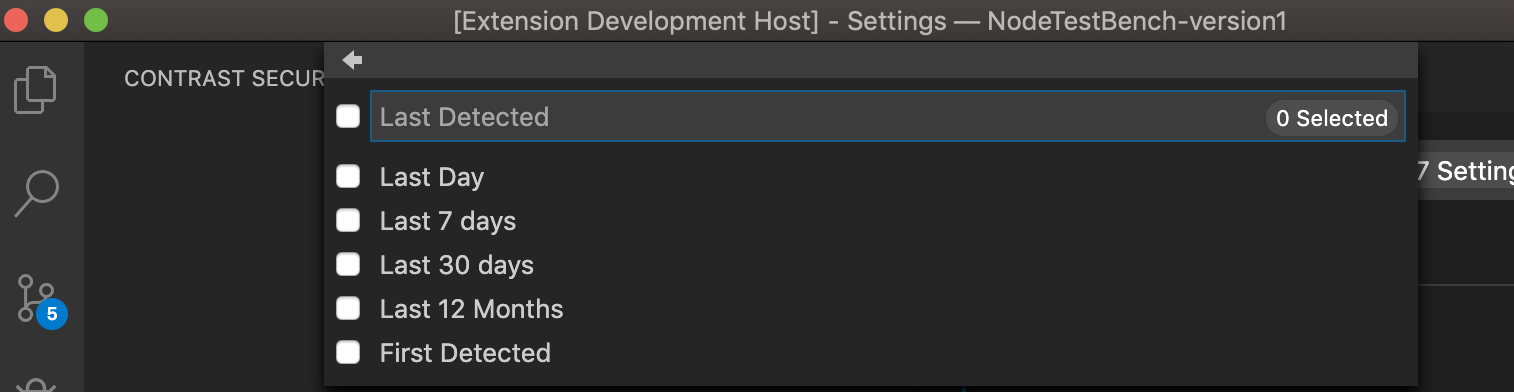 [Extension Development Host] - Settings — NodeTestBench-version1
CONTRAST SECUR
Last Detected
0 Selected
Last Day
7 Setting
Last 7 days
Last 30 days
Last 12 Months
5
First Detected